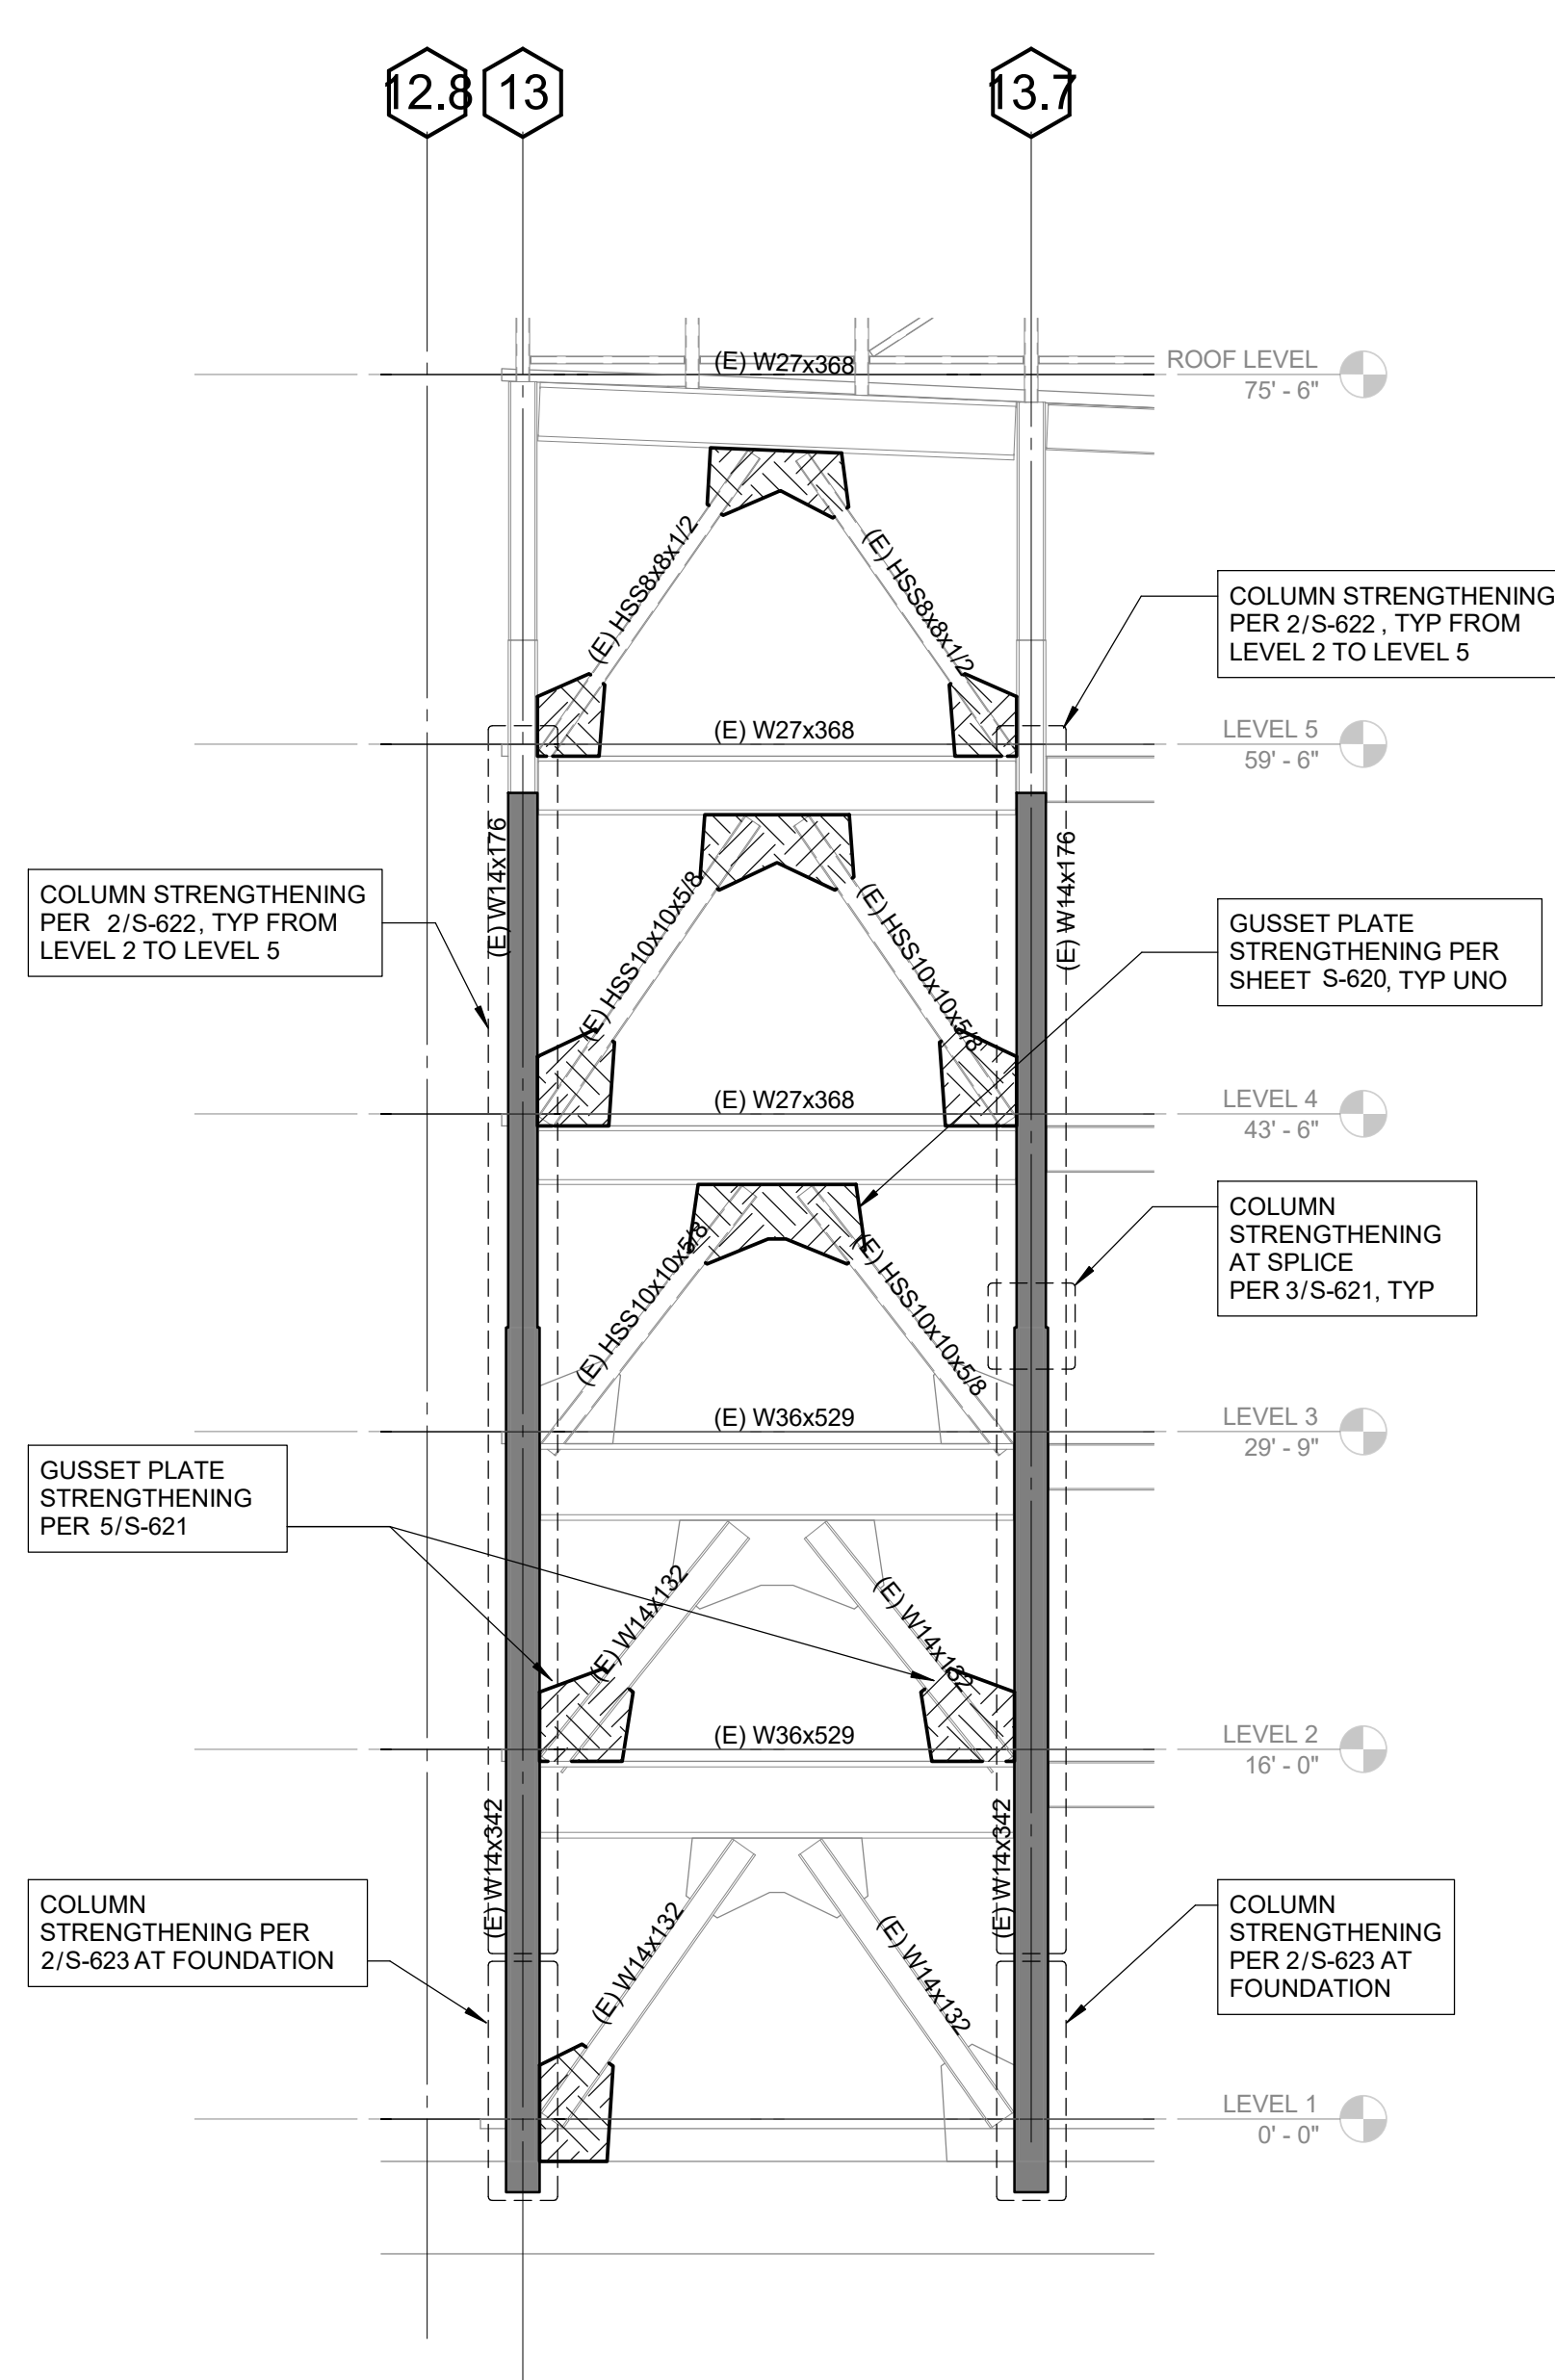 12.8
13
13.7
(E) W27x368
ROOF LEVEL
75' - 6"
(E) HSS8x8x1/2
(E) HSS8x8x1/2
COLUMN STRENGTHENING
PER 2/S-622 , TYP FROM
LEVEL 2 TO LEVEL 5
(E) W27x368
LEVEL 5
59' - 6"
(E) W14x176
(E) W14x176
COLUMN STRENGTHENING
PER 2/S-622, TYP FROM
LEVEL 2 TO LEVEL 5
(E) HSS10x10x5/8
(E) HSS10x10x5/8
GUSSET PLATE
STRENGTHENING PER
SHEET S-620, TYP UNO
(E) W27x368
LEVEL 4
43' - 6"
COLUMN
STRENGTHENING
AT SPLICE
PER 3/S-621, TYP
(E) HSS10x10x5/8
(E) HSS10x10x5/8
(E) W36x529
LEVEL 3
29' - 9"
GUSSET PLATE
STRENGTHENING
PER 5/S-621
(E) W14x132
(E) W14x132
(E) W36x529
LEVEL 2
16' - 0"
(E) W14x342
(E) W14x342
COLUMN
STRENGTHENING PER
2/S-623 AT FOUNDATION
(E) W14x132
(E) W14x132
COLUMN
STRENGTHENING
PER 2/S-623 AT
FOUNDATION
LEVEL 1
0' - 0"